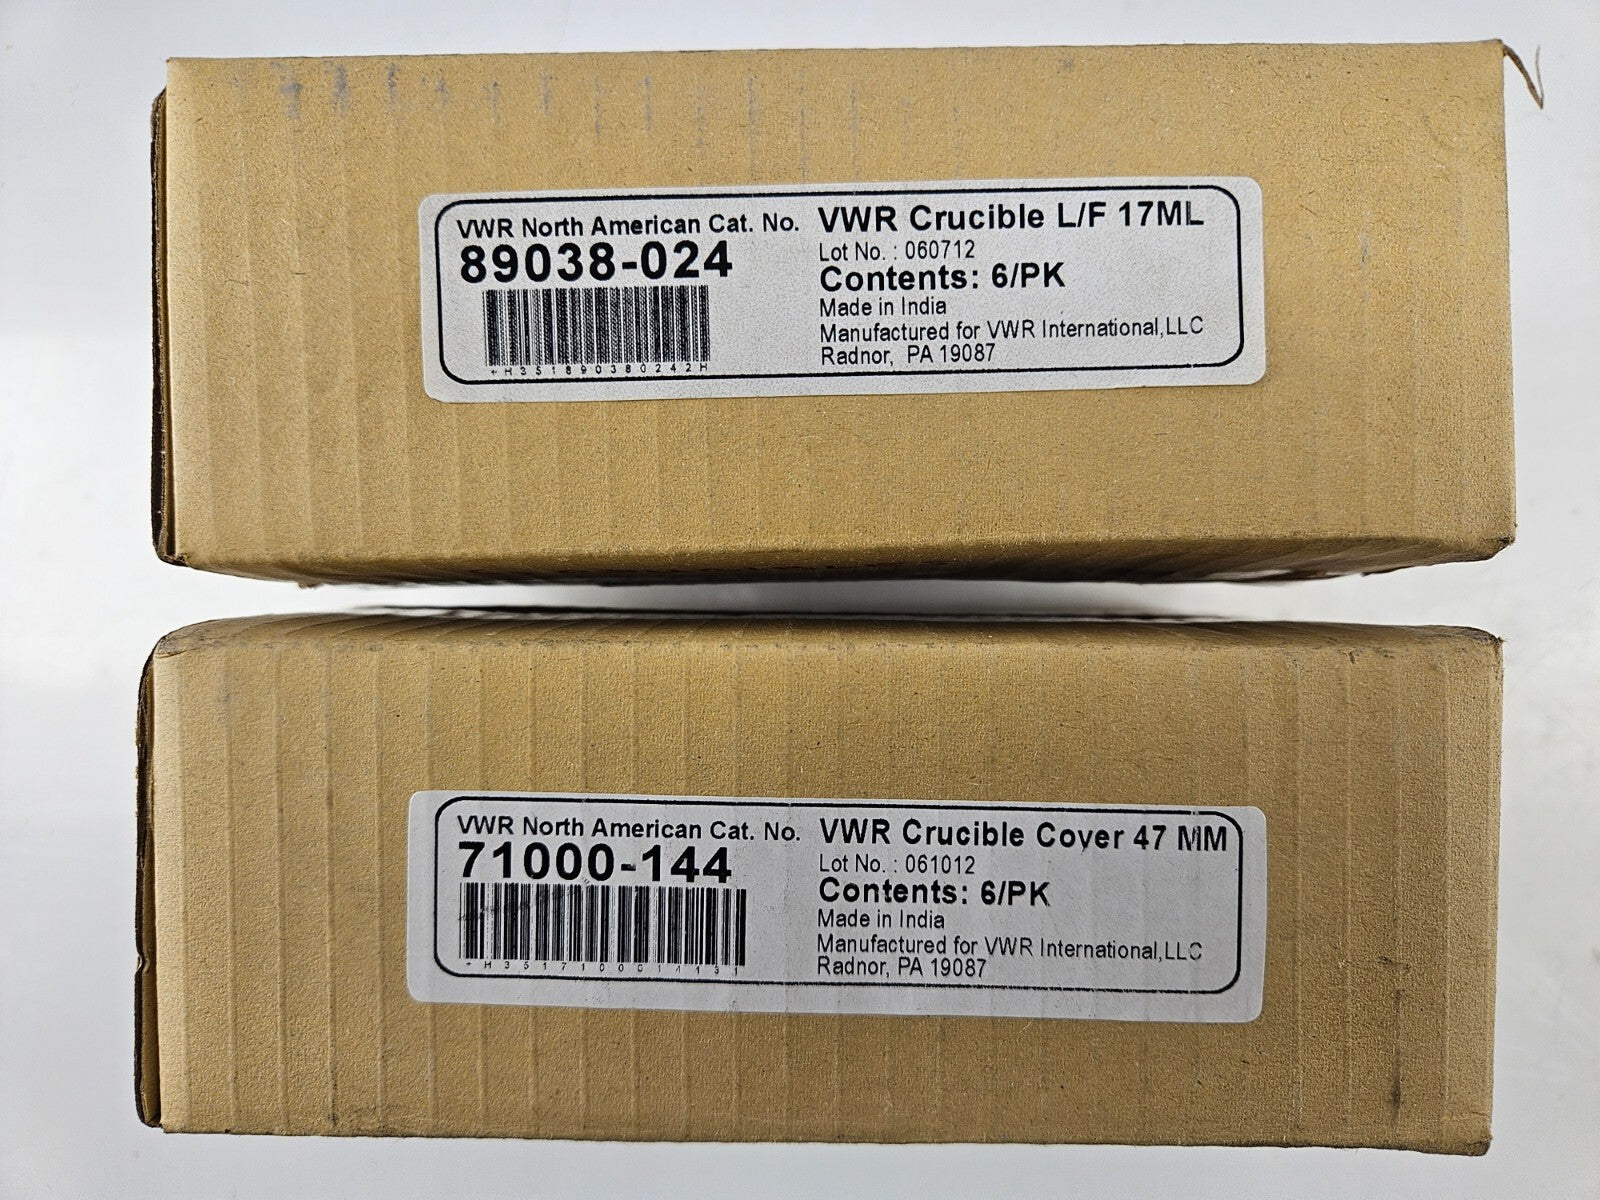 VWR North American Cat. No.
89038-024
+H351890380242H
VWR Crucible L/F 17ML
Lot No. : 060712
Contents: 6/PK
Made in India
Manufactured for VWR International,LLC
Radnor, PA 19087
VWR North American Cat. No.
71000-144
+H35171000144131
VWR Crucible Cover 47 MM
Lot No. : 061012
Contents: 6/PK
Made in India
Manufactured for VWR International,LLC
Radnor, PA 19087